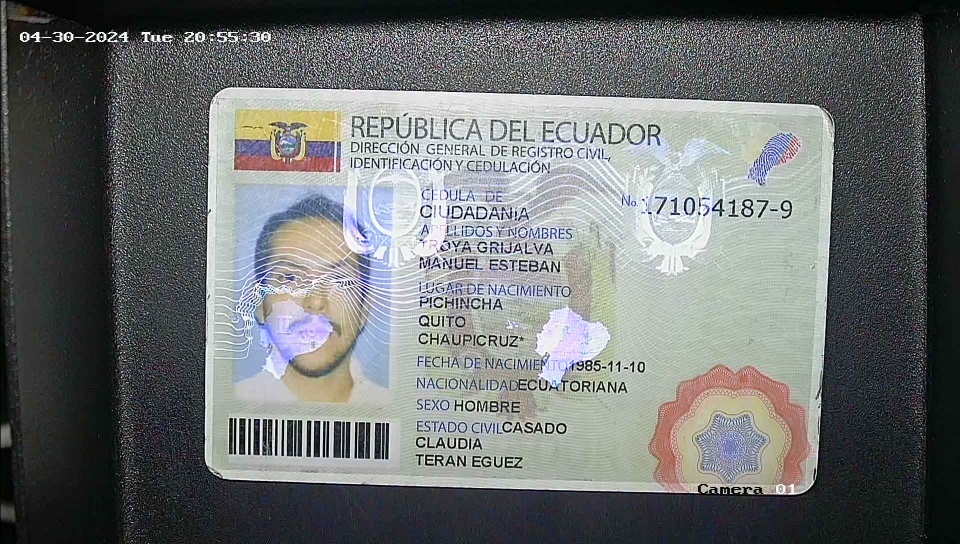 04-30-2024 Tue 20:55:30
REPÚBLICA DEL ECUADOR
DIRECCIÓN GENERAL DE REGISTRO CIVIL,
IDENTIFICACIÓN Y CEDULACIÓN
CÉDULA DE
CIUDADANÍA
No. 171054187-9
APELLIDOS Y NOMBRES
TROYA GRIJALVA
MANUEL ESTEBAN
LUGAR DE NACIMIENTO
PICHINCHA
QUITO
CHAUPICRUZ*
FECHA DE NACIMIENTO 1985-11-10
NACIONALIDAD ECUATORIANA
SEXO HOMBRE
ESTADO CIVIL CASADO
CLAUDIA
TERAN EGUEZ
Camera 01